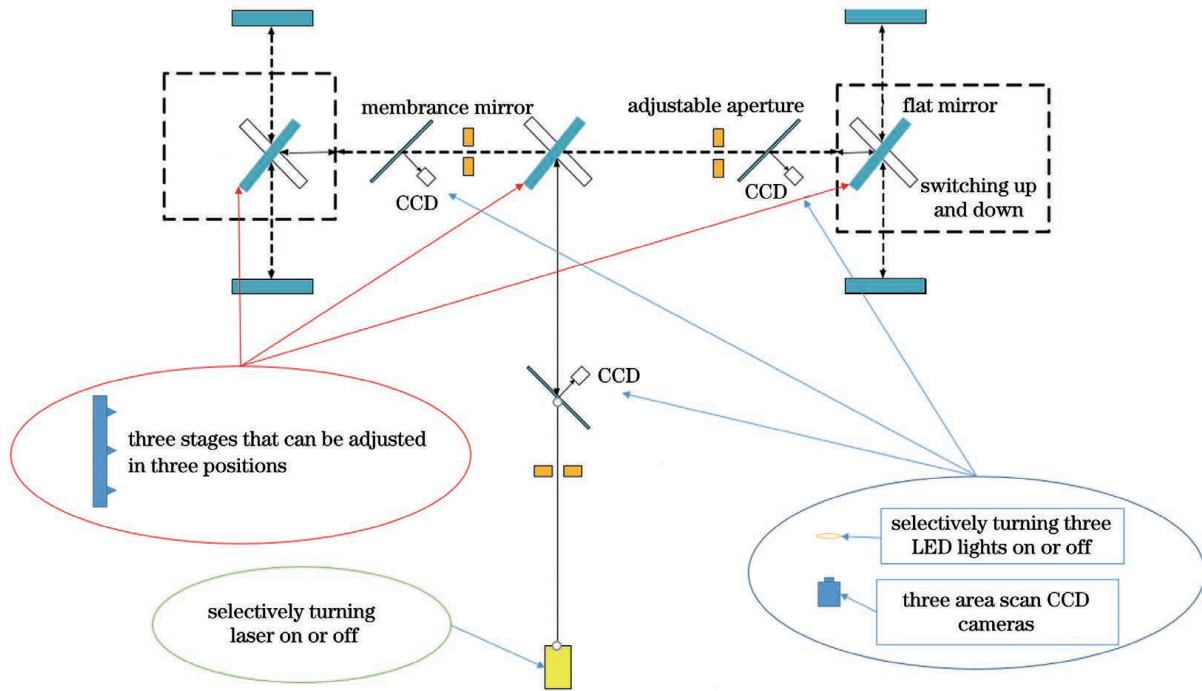 membrance mirror
adjustable aperture
flat mirror
CCD
CCD
switching up
and down
CCD
three stages that can be adjusted
in three positions
selectively turning three
LED lights on or off
selectively turning
laser on or off
three area scan CCD
cameras